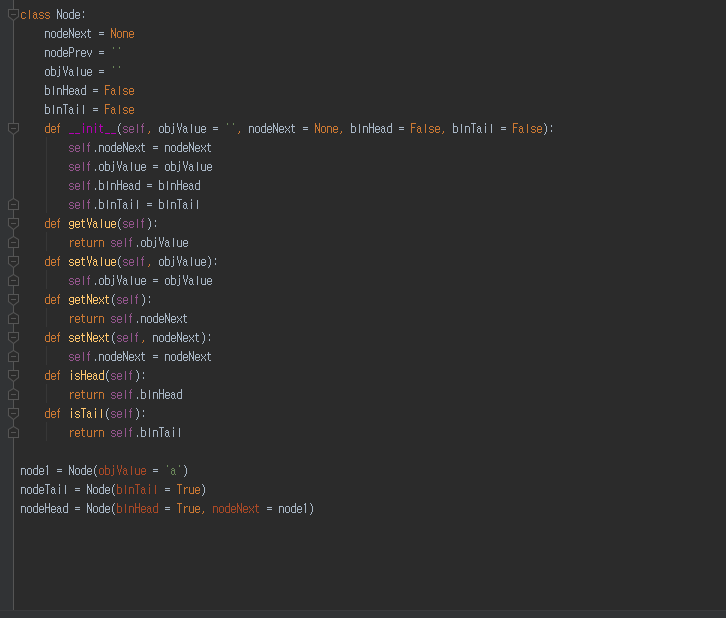 class Node:
    nodeNext = None
    nodePrev = ''
    objValue = ''
    binHead = False
    binTail = False
    def __init__(self, objValue = '', nodeNext = None, binHead = False, binTail = False):
        self.nodeNext = nodeNext
        self.objValue = objValue
        self.binHead = binHead
        self.binTail = binTail
    def getValue(self):
        return self.objValue
    def setValue(self, objValue):
        self.objValue = objValue
    def getNext(self):
        return self.nodeNext
    def setNext(self, nodeNext):
        self.nodeNext = nodeNext
    def isHead(self):
        return self.binHead
    def isTail(self):
        return self.binTail
node1 = Node(objValue = 'a')
nodeTail = Node(binTail = True)
nodeHead = Node(binHead = True, nodeNext = node1)